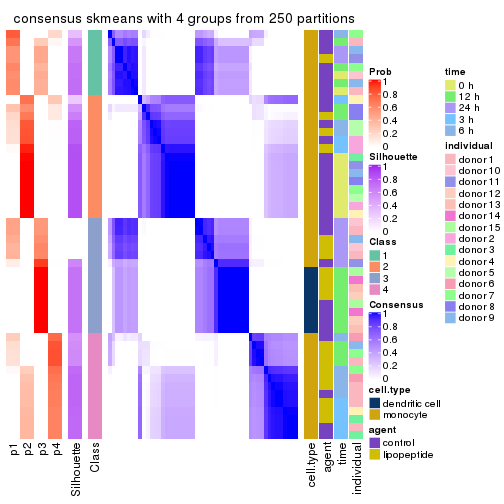 consensus skmeans with 4 groups from 250 partitions
p1
p2
p3
p4
Silhouette
Class
cell.type
agent
time
individual
Prob
1
0.8
0.6
0.4
0.2
0
Silhouette
1
0.8
0.6
0.4
0.2
0
Class
1
2
3
4
Consensus
1
0.8
0.6
0.4
0.2
0
cell.type
dendritic cell
monocyte
agent
control
lipopeptide
time
0 h
12 h
24 h
3 h
6 h
individual
donor 1
donor 10
donor 11
donor 12
donor 13
donor 14
donor 15
donor 2
donor 3
donor 4
donor 5
donor 6
donor 7
donor 8
donor 9